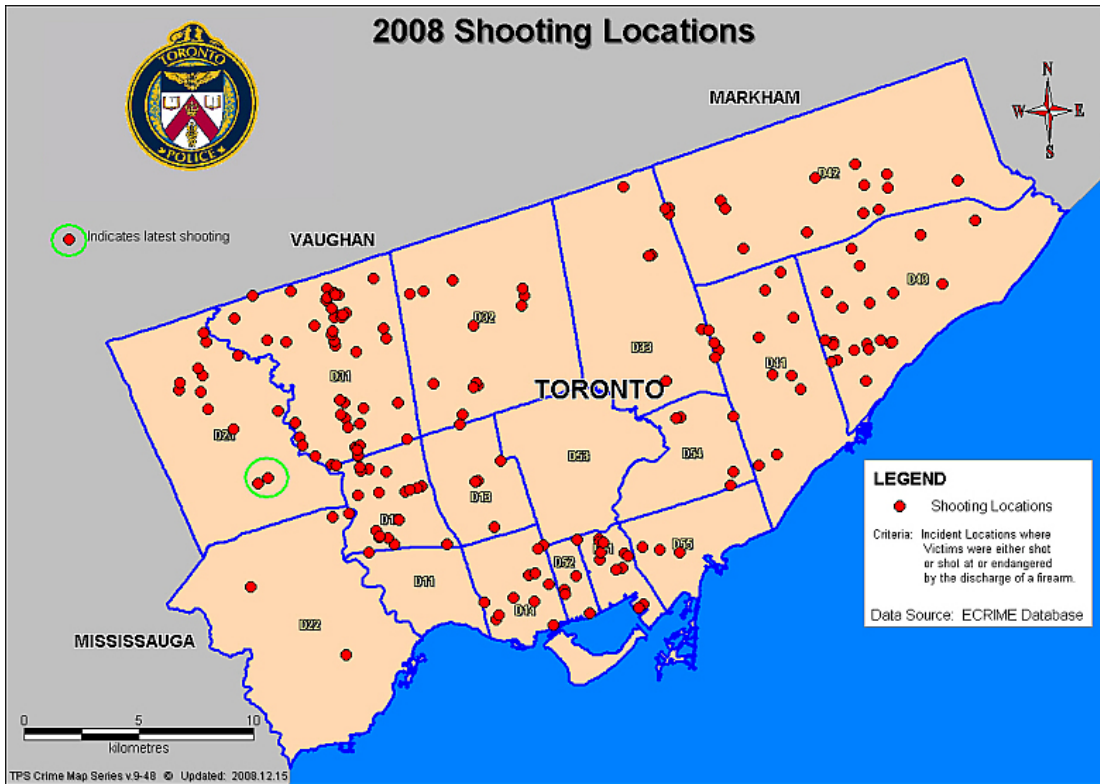 2008 Shooting Locations
TORONTO
POLICE
MARKHAM
N
W E
S
Indicates latest shooting
VAUGHAN
D42
D43
D32
D33
D31
D41
TORONTO
D53
D54
D13
D55
D52
D11
D14
D22
MISSISSAUGA
LEGEND
Shooting Locations
Criteria: Incident Locations where
Victims were either shot
or shot at or endangered
by the discharge of a firearm.
Data Source: ECRIME Database
0 5 10
kilometres
TPS Crime Map Series v.9-48 © Updated: 2008.12.15